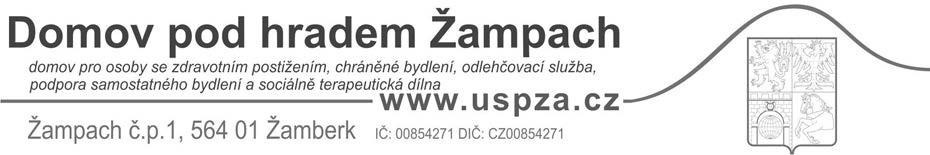 Domov pod hradem Žampach
domov pro osoby se zdravotním postižením, chráněné bydlení, odlehčovací služba,
podpora samostatného bydlení a sociálně terapeutická dílna
www.uspza.cz
Žampach č.p.1, 564 01 Žamberk IČ: 00854271 DIČ: CZ00854271